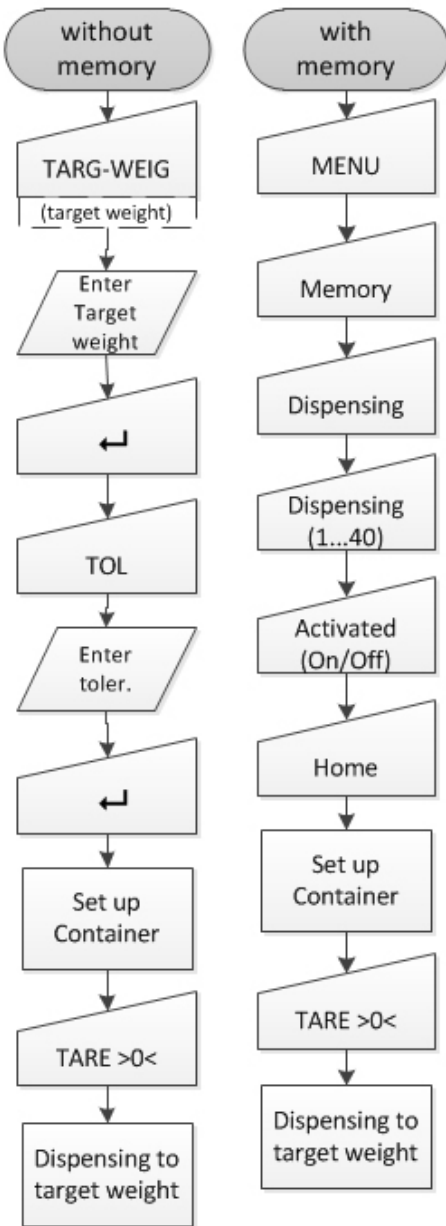 without
memory
TARG-WEIG
(target weight)
Enter
Target
weight
↵
TOL
Enter
toler.
↵
Set up
Container
TARE >0<
Dispensing to
target weight
with
memory
MENU
Memory
Dispensing
Dispensing
(1...40)
Activated
(On/Off)
Home
Set up
Container
TARE >0<
Dispensing to
target weight